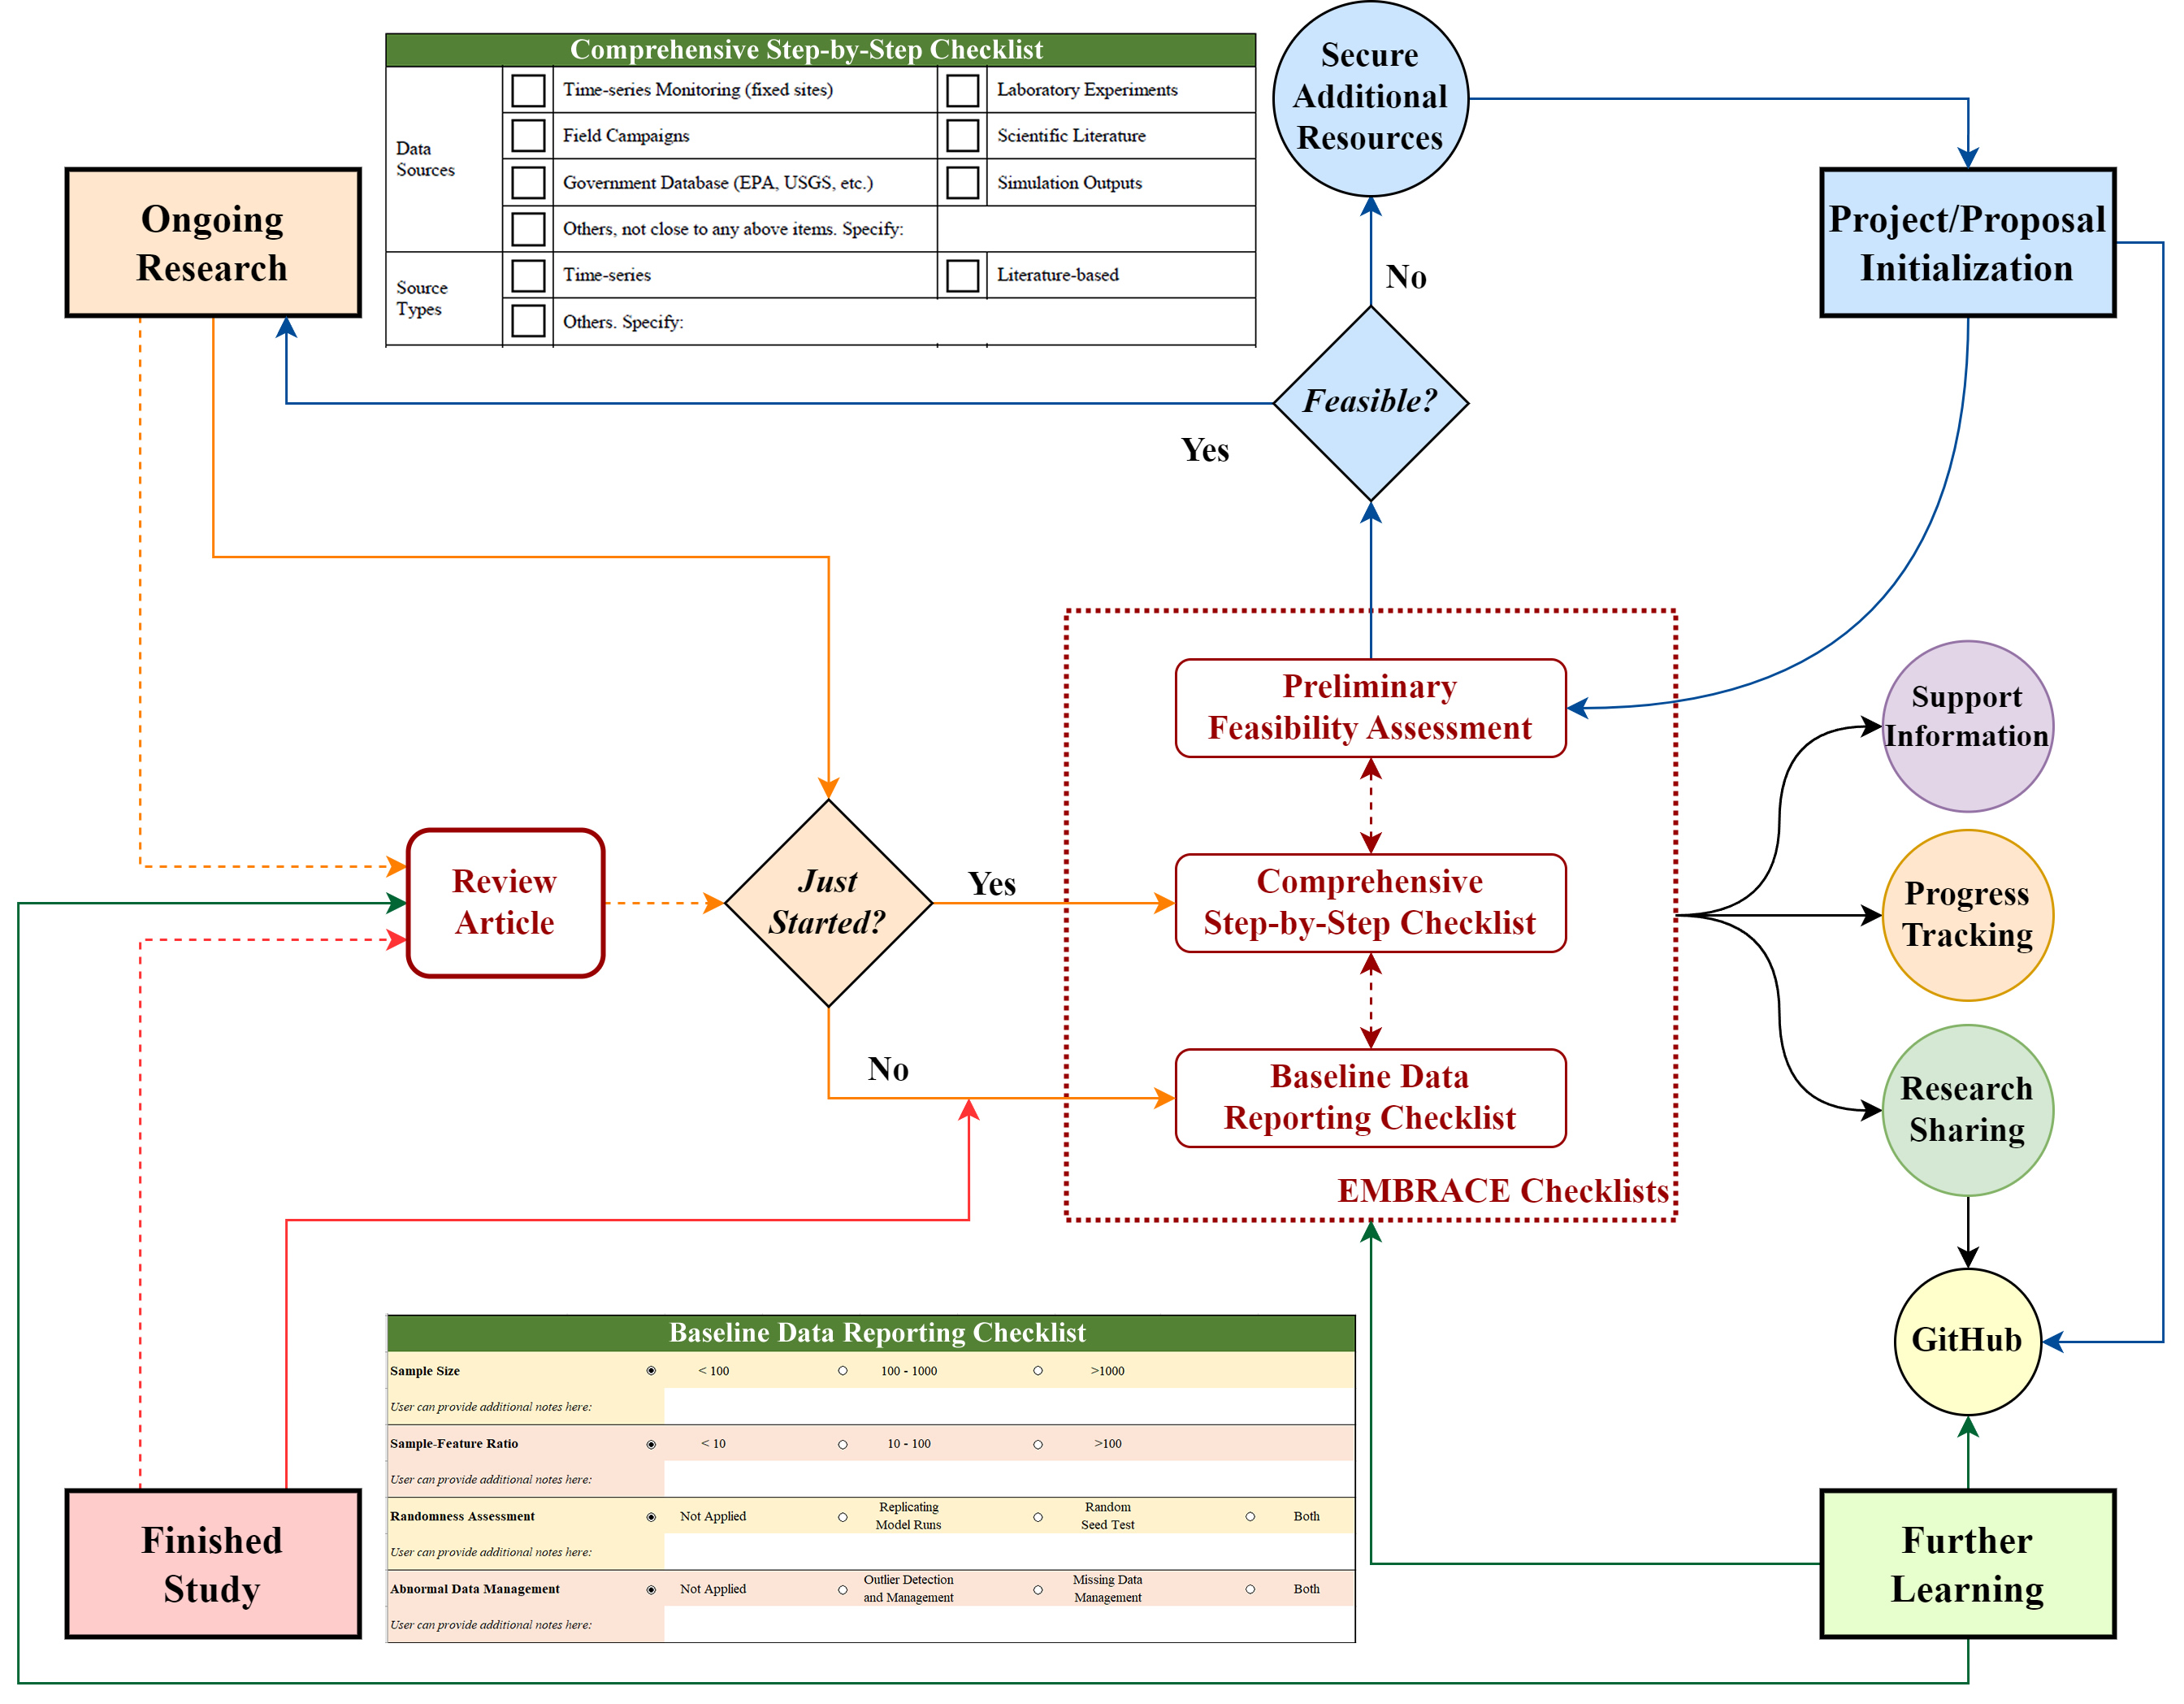 Comprehensive Step-by-Step Checklist
Data
Sources
Time-series Monitoring (fixed sites)
Laboratory Experiments
Field Campaigns
Scientific Literature
Government Database (EPA, USGS, etc.)
Simulation Outputs
Others, not close to any above items. Specify:
Source
Types
Time-series
Literature-based
Others. Specify:
Secure
Additional
Resources
Ongoing
Research
Project/Proposal
Initialization
No
Feasible?
Yes
Preliminary
Feasibility Assessment
Support
Information
Review
Article
Just
Started?
Yes
Comprehensive
Step-by-Step Checklist
Progress
Tracking
No
Baseline Data
Reporting Checklist
Research
Sharing
EMBRACE Checklists
GitHub
Baseline Data Reporting Checklist
Sample Size
< 100
100 - 1000
>1000
User can provide additional notes here:
Sample-Feature Ratio
< 10
10 - 100
>100
User can provide additional notes here:
Randomness Assessment
Not Applied
Replicating
Model Runs
Random
Seed Test
Both
User can provide additional notes here:
Abnormal Data Management
Not Applied
Outlier Detection
and Management
Missing Data
Management
Both
User can provide additional notes here:
Finished
Study
Further
Learning